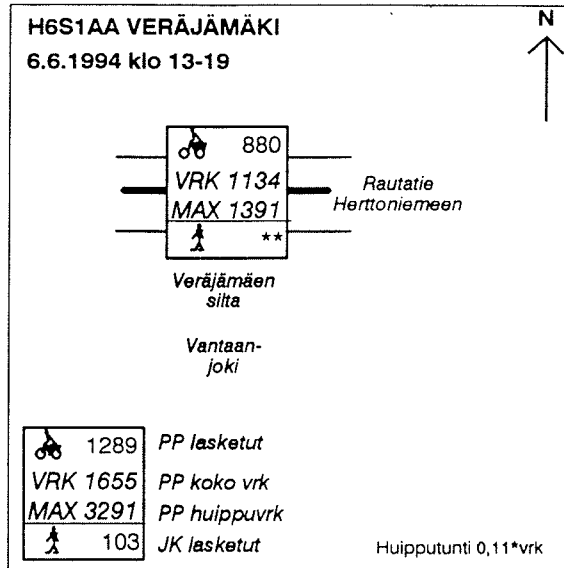 H6S1AA VERÄJÄMÄKI
N
6.6.1994 klo 13-19
880
VRK 1134
MAX 1391
**
Rautatie
Herttoniemeen
Veräjämäen
silta
Vantaan-
joki
1289 PP lasketut
VRK 1655 PP koko vrk
MAX 3291 PP huippuvrk
103 JK lasketut
Huipputunti 0,11*vrk